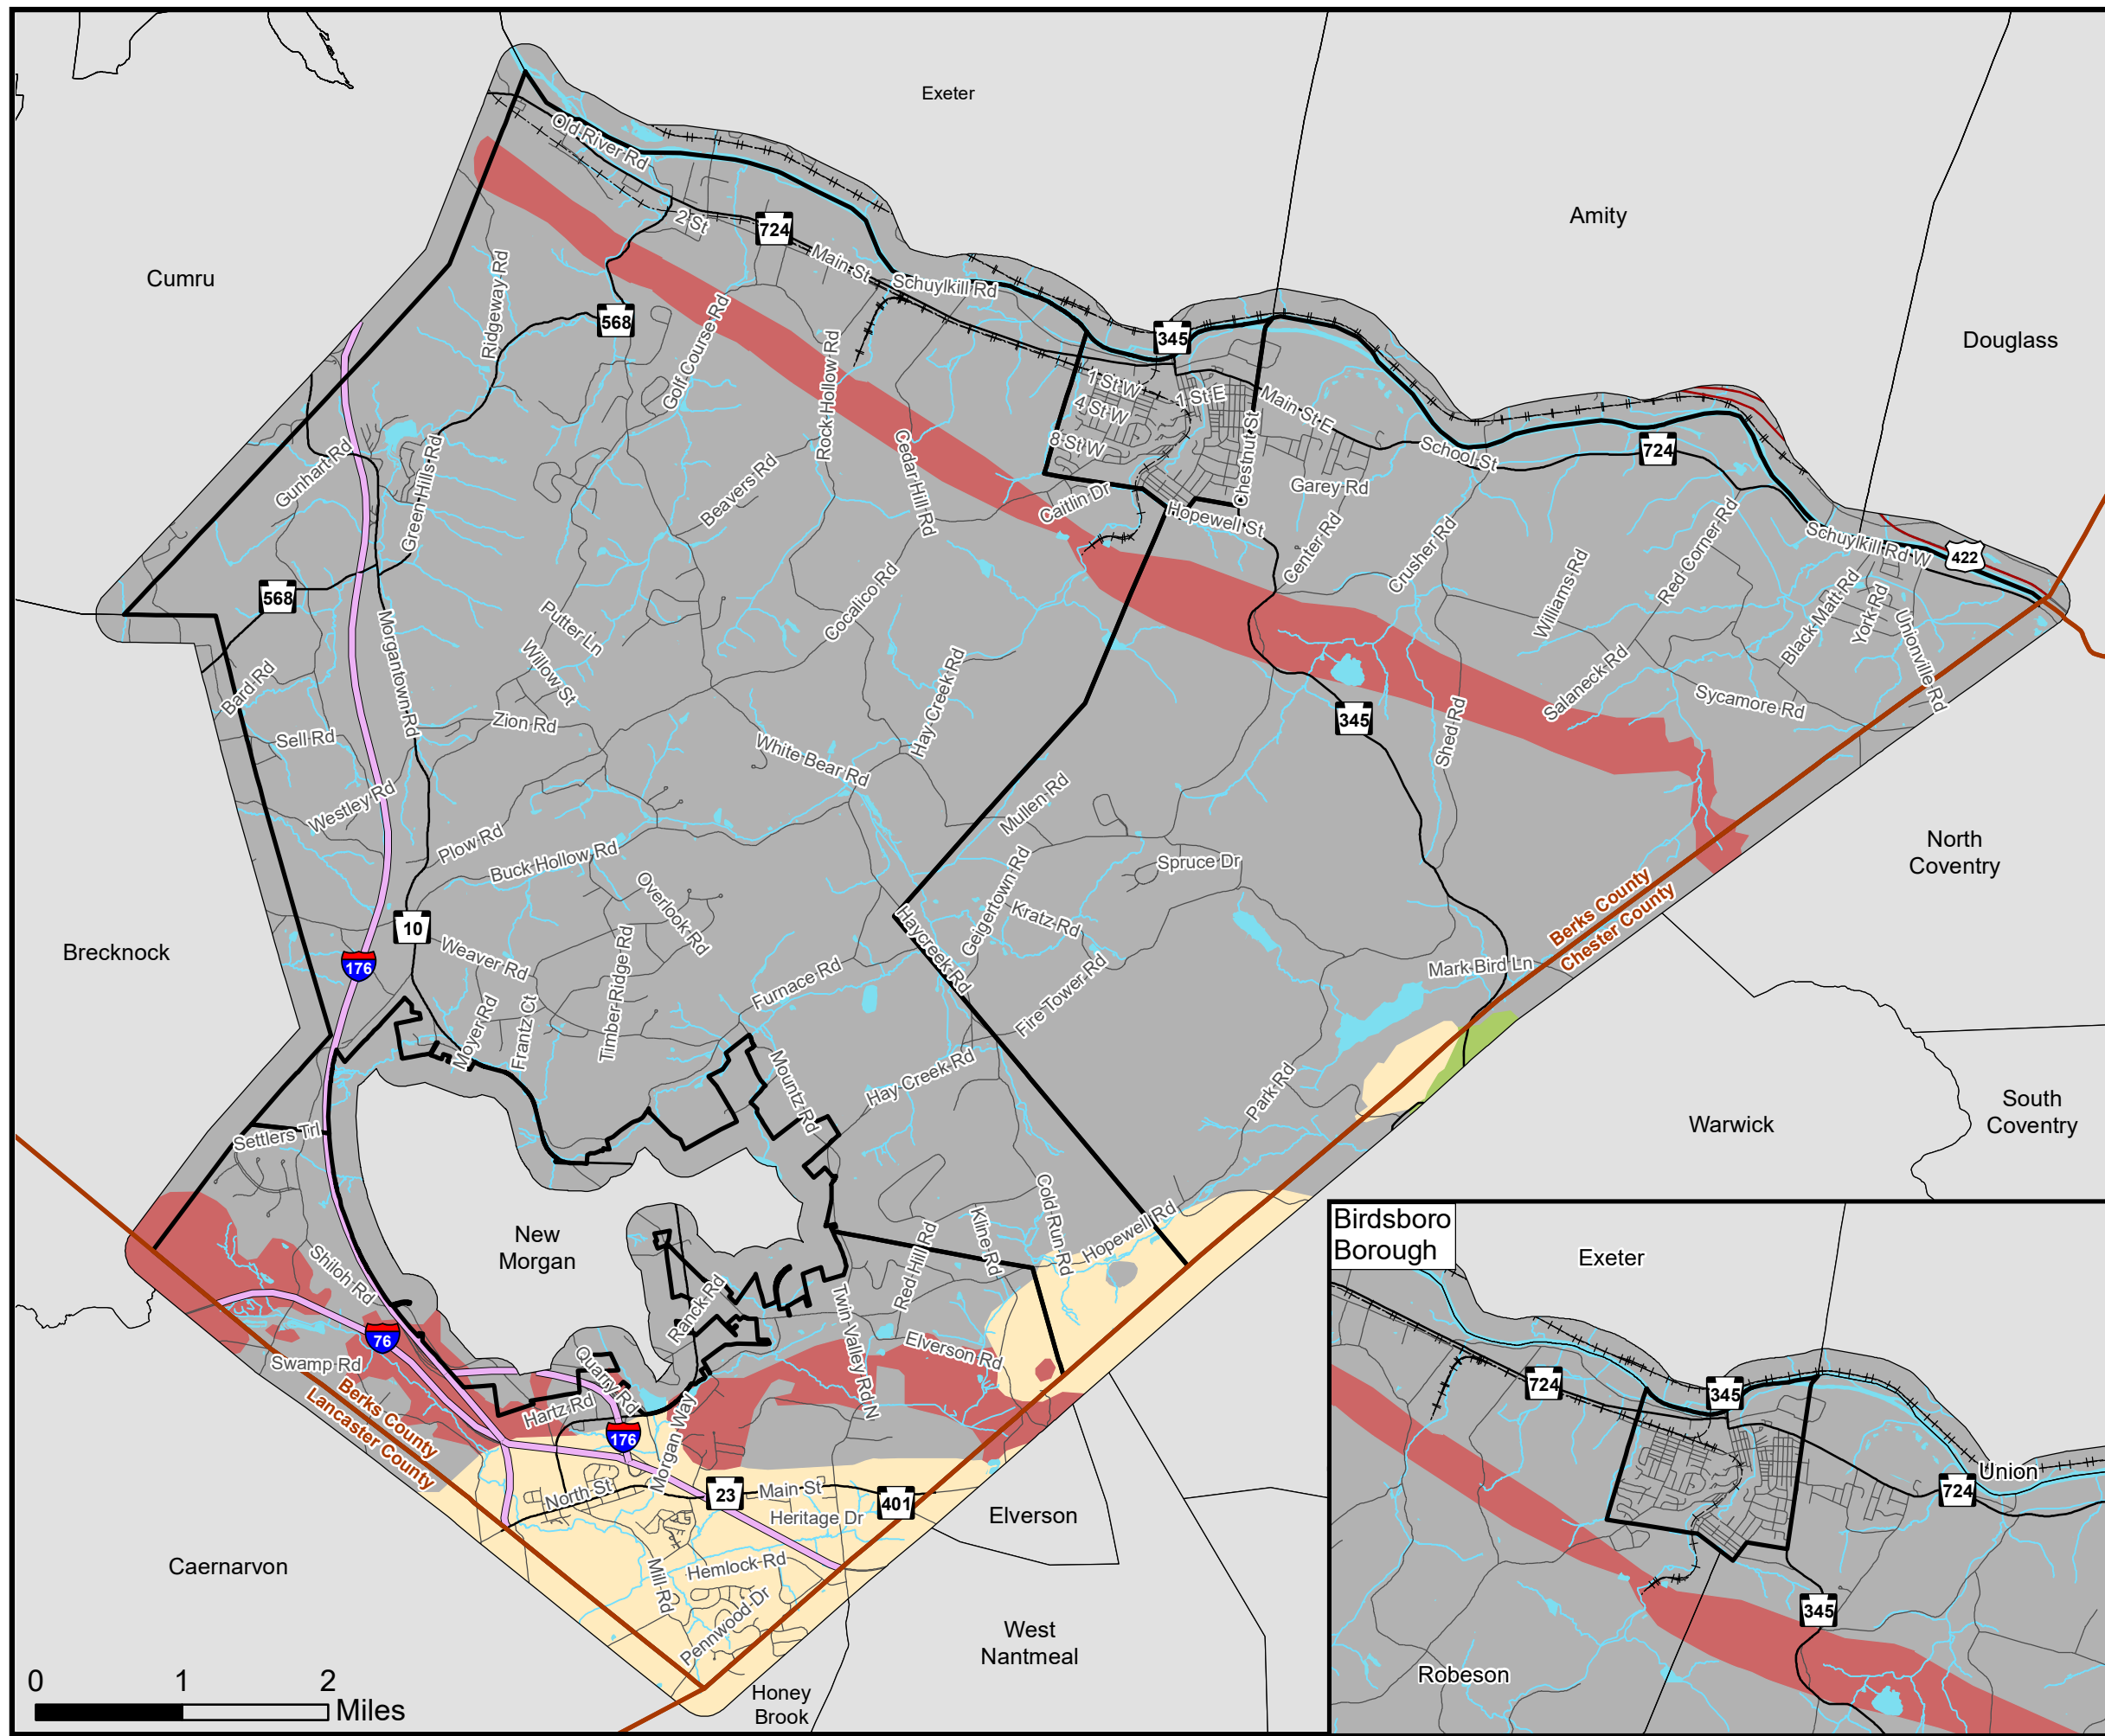 Exeter
Old River Rd
Amity
2 St
724
Main St
Cumru
Schuylkill Rd
Ridgeway Rd
568
Golf Course Rd
345
Douglass
Rock Hollow Rd
1 St W
1 St E
4 St W
Main St E
8 St W
Chestnut St
School St
724
Gunhart Rd
Green Hills Rd
Beavers Rd
Cedar Hill Rd
Caitlin Dr
Garey Rd
Hopewell St
Center Rd
Crusher Rd
Red Corner Rd
Schuylkill Rd W
422
568
Morgantown Rd
Putter Ln
Willow St
Cocalico Rd
Williams Rd
Black Matt Rd
York Rd
Unionville Rd
Bard Rd
Salaneck Rd
Sycamore Rd
Hay Creek Rd
345
Sell Rd
Zion Rd
Shed Rd
White Bear Rd
Westley Rd
Mullen Rd
Plow Rd
Buck Hollow Rd
Spruce Dr
North
Coventry
Overlook Rd
Geigertown Rd
Kratz Rd
Haycreek Rd
Berks County
Chester County
10
Brecknock
176
Weaver Rd
Timber Ridge Rd
Furnace Rd
Mark Bird Ln
Moyer Rd
Frantz Ct
Fire Tower Rd
Mountz Rd
Hay Creek Rd
Park Rd
South
Coventry
Warwick
Settlers Trl
New
Morgan
Shiloh Rd
Red Hill Rd
Kline Rd
Cold Run Rd
Hopewell Rd
Ranck Rd
Twin Valley Rd N
76
Swamp Rd
Quarry Rd
Elverson Rd
Berks County
Lancaster County
Hartz Rd
176
Morgan Way
North St
23
Main St
401
Heritage Dr
Elverson
Caernarvon
Mill Rd
Hemlock Rd
Pennwood Dr
West
Nantmeal
Honey
Brook
0 1 2
Miles
Birdsboro
Borough
Exeter
724
345
Union
724
345
Robeson